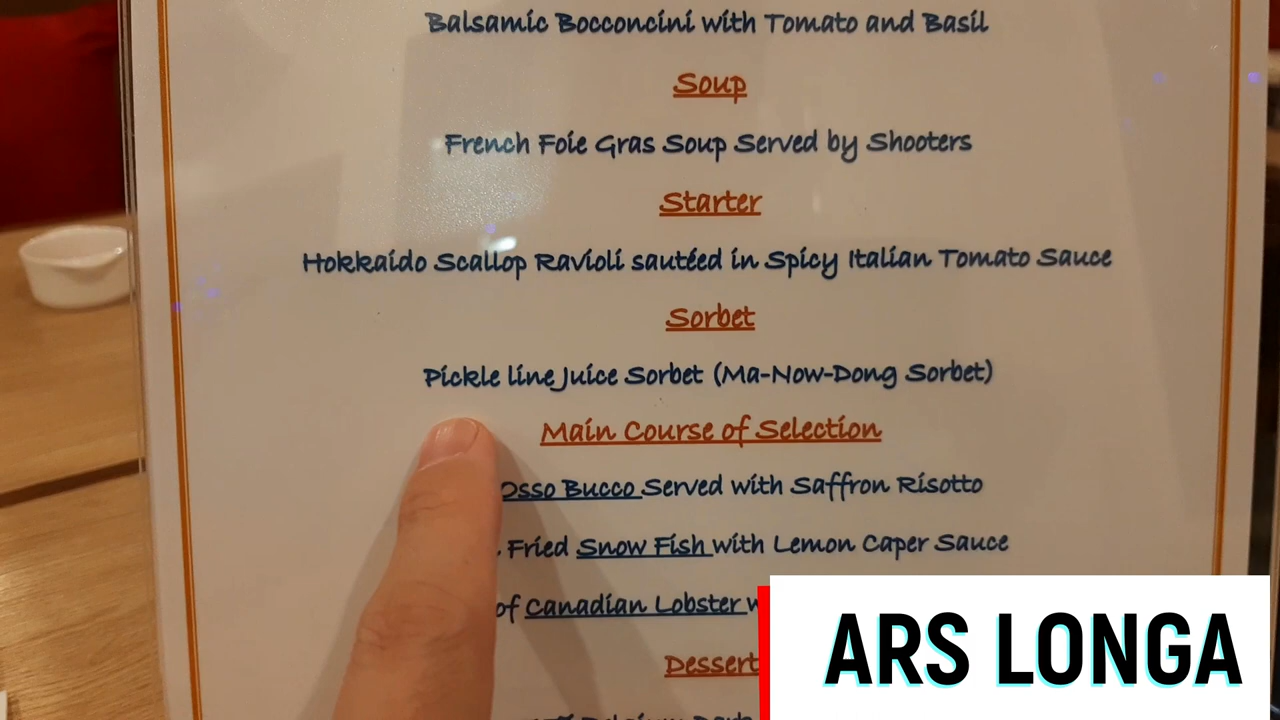 Balsamic Bocconcini with Tomato and Basil
Soup
French Foie Gras Soup Served by Shooters
Starter
Hokkaido Scallop Ravioli sautéed in Spicy Italian Tomato Sauce
Sorbet
Pickle line Juice Sorbet (Ma-Now-Dong Sorbet)
Main Course of Selection
Osso Bucco Served with Saffron Risotto
Fried Snow Fish with Lemon Caper Sauce
of Canadian Lobster
Dessert
ARS LONGA